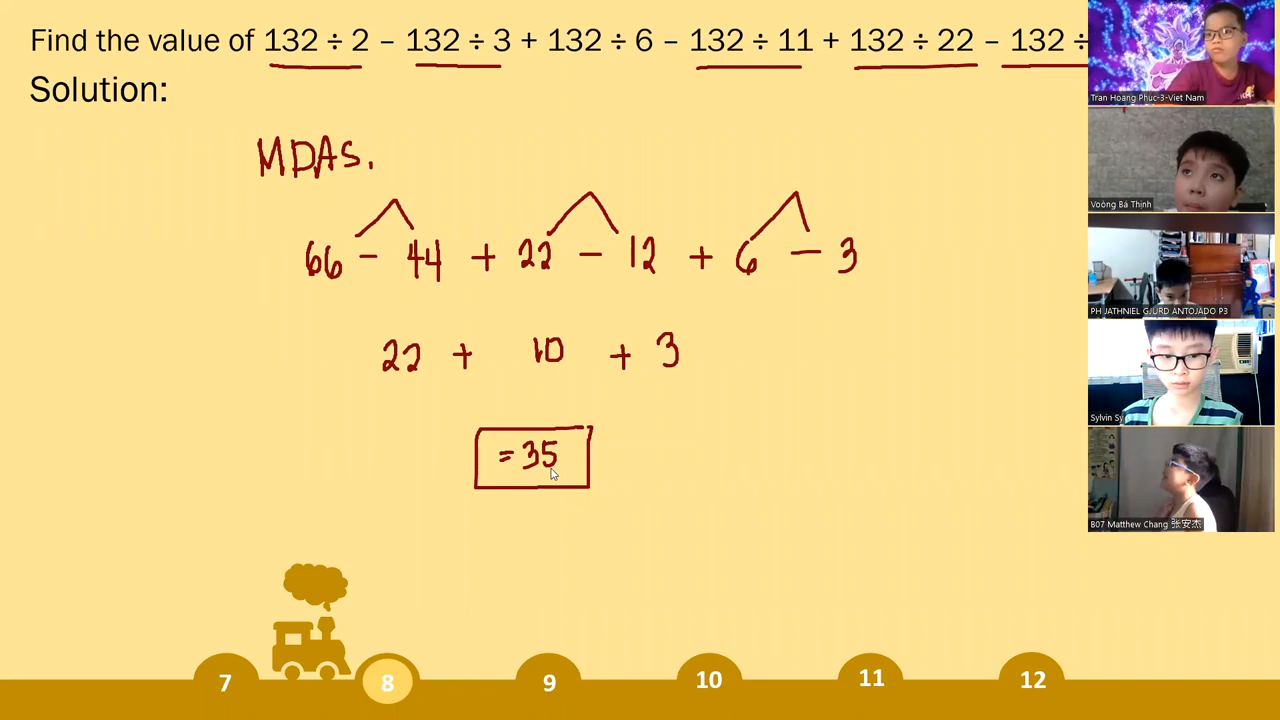 Find the value of 132 ÷ 2 – 132 ÷ 3 + 132 ÷ 6 – 132 ÷ 11 + 132 ÷ 22 – 132 ÷
Solution:
MDAS.
66 – 44 + 22 – 12 + 6 – 3
22 + 10 + 3
= 35
7 8 9 10 11 12
Tran Hoang Phuc-3-Viet Nam
Voòng Bá Thịnh
PH JATHNIEL GJURD ANTOJADO P3
Sylvin Sy
B07 Matthew Chang 张安杰